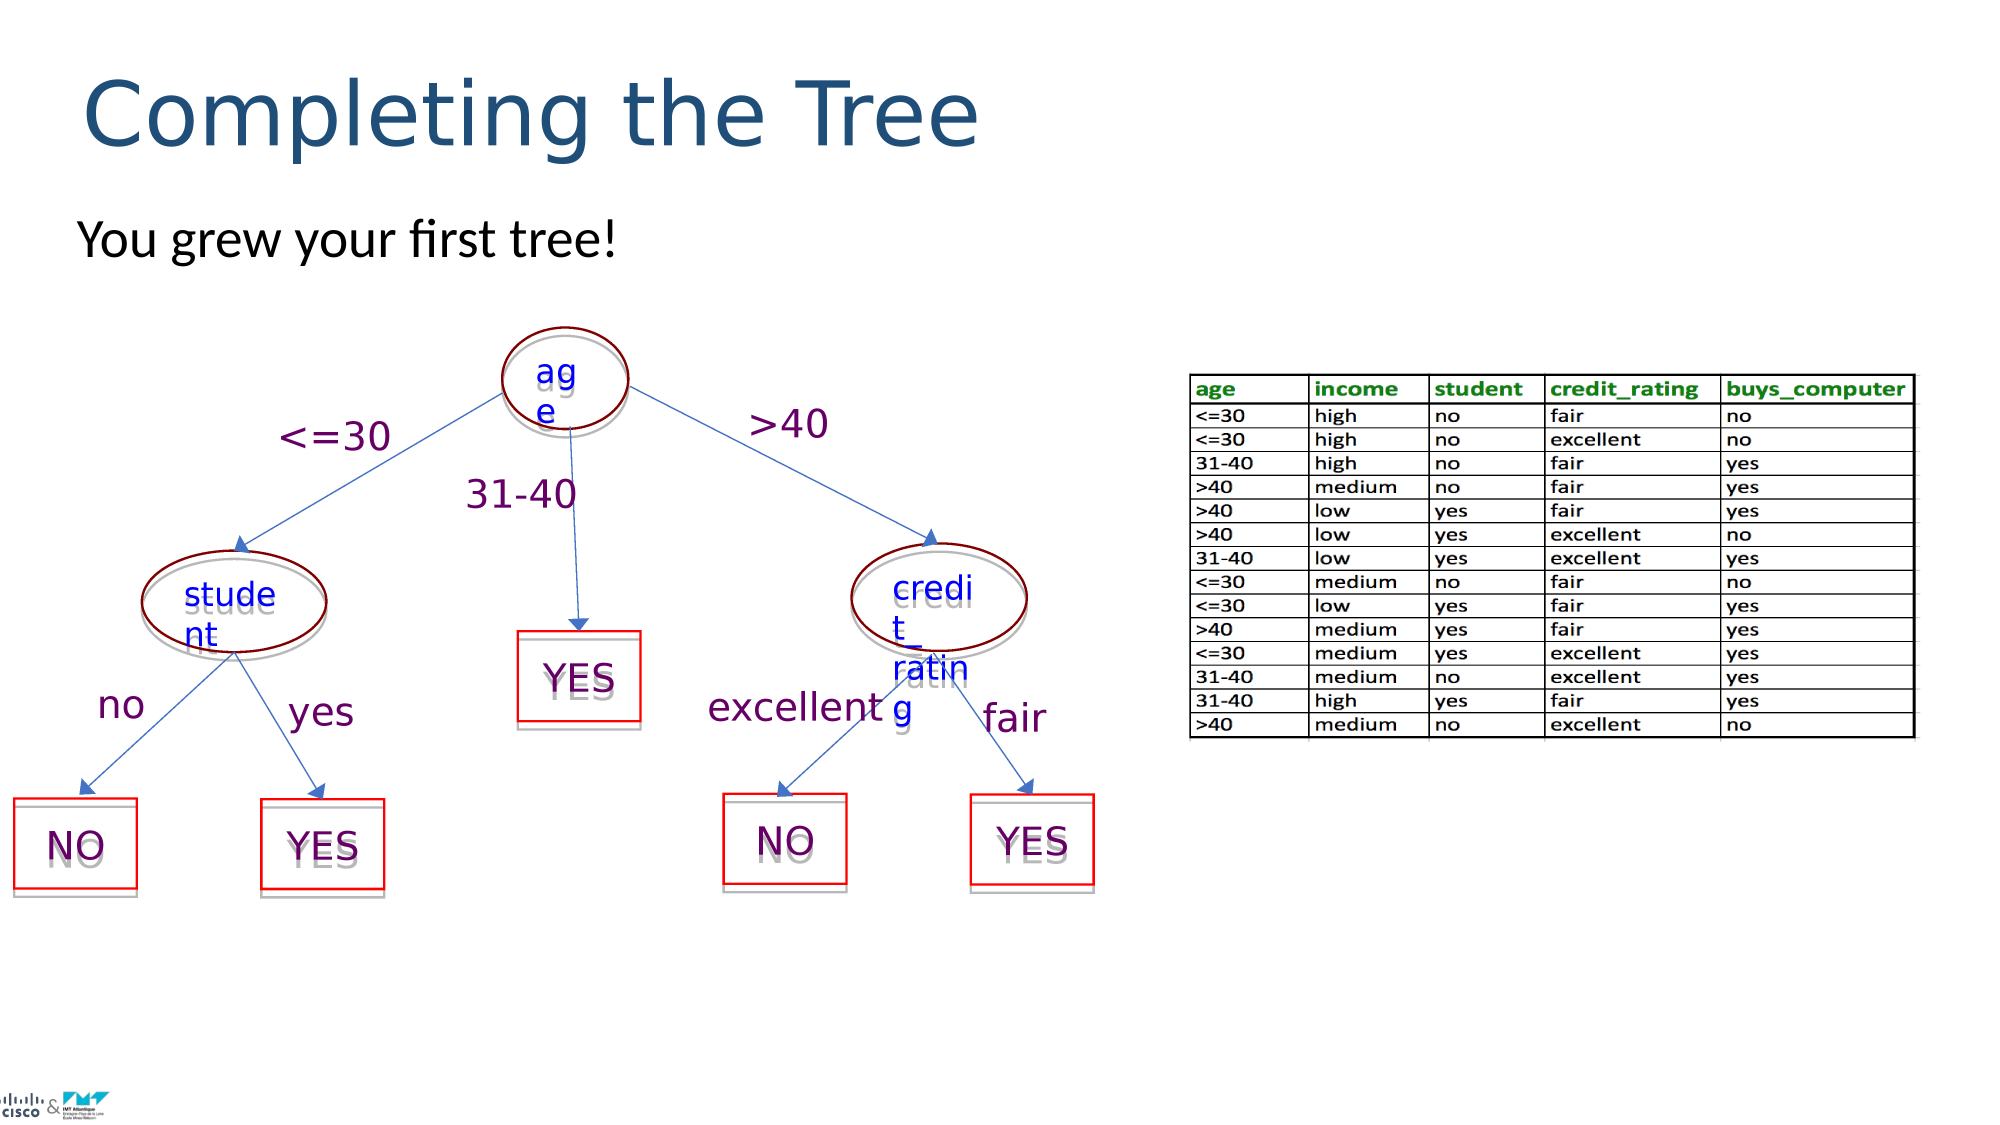 Completing the Tree
You grew your first tree!
ag
e
<=30
>40
31-40
stude
nt
credi
t_
ratin
g
no
yes
YES
excellent
fair
NO
YES
NO
YES
age income student credit_rating buys_computer
<=30 high no fair no
<=30 high no excellent no
31-40 high no fair yes
>40 medium no fair yes
>40 low yes fair yes
>40 low yes excellent no
31-40 low yes excellent yes
<=30 medium no fair no
<=30 low yes fair yes
>40 medium yes fair yes
<=30 medium yes excellent yes
31-40 medium no excellent yes
31-40 high yes fair yes
>40 medium no excellent no
cisco &
IMT Atlantique